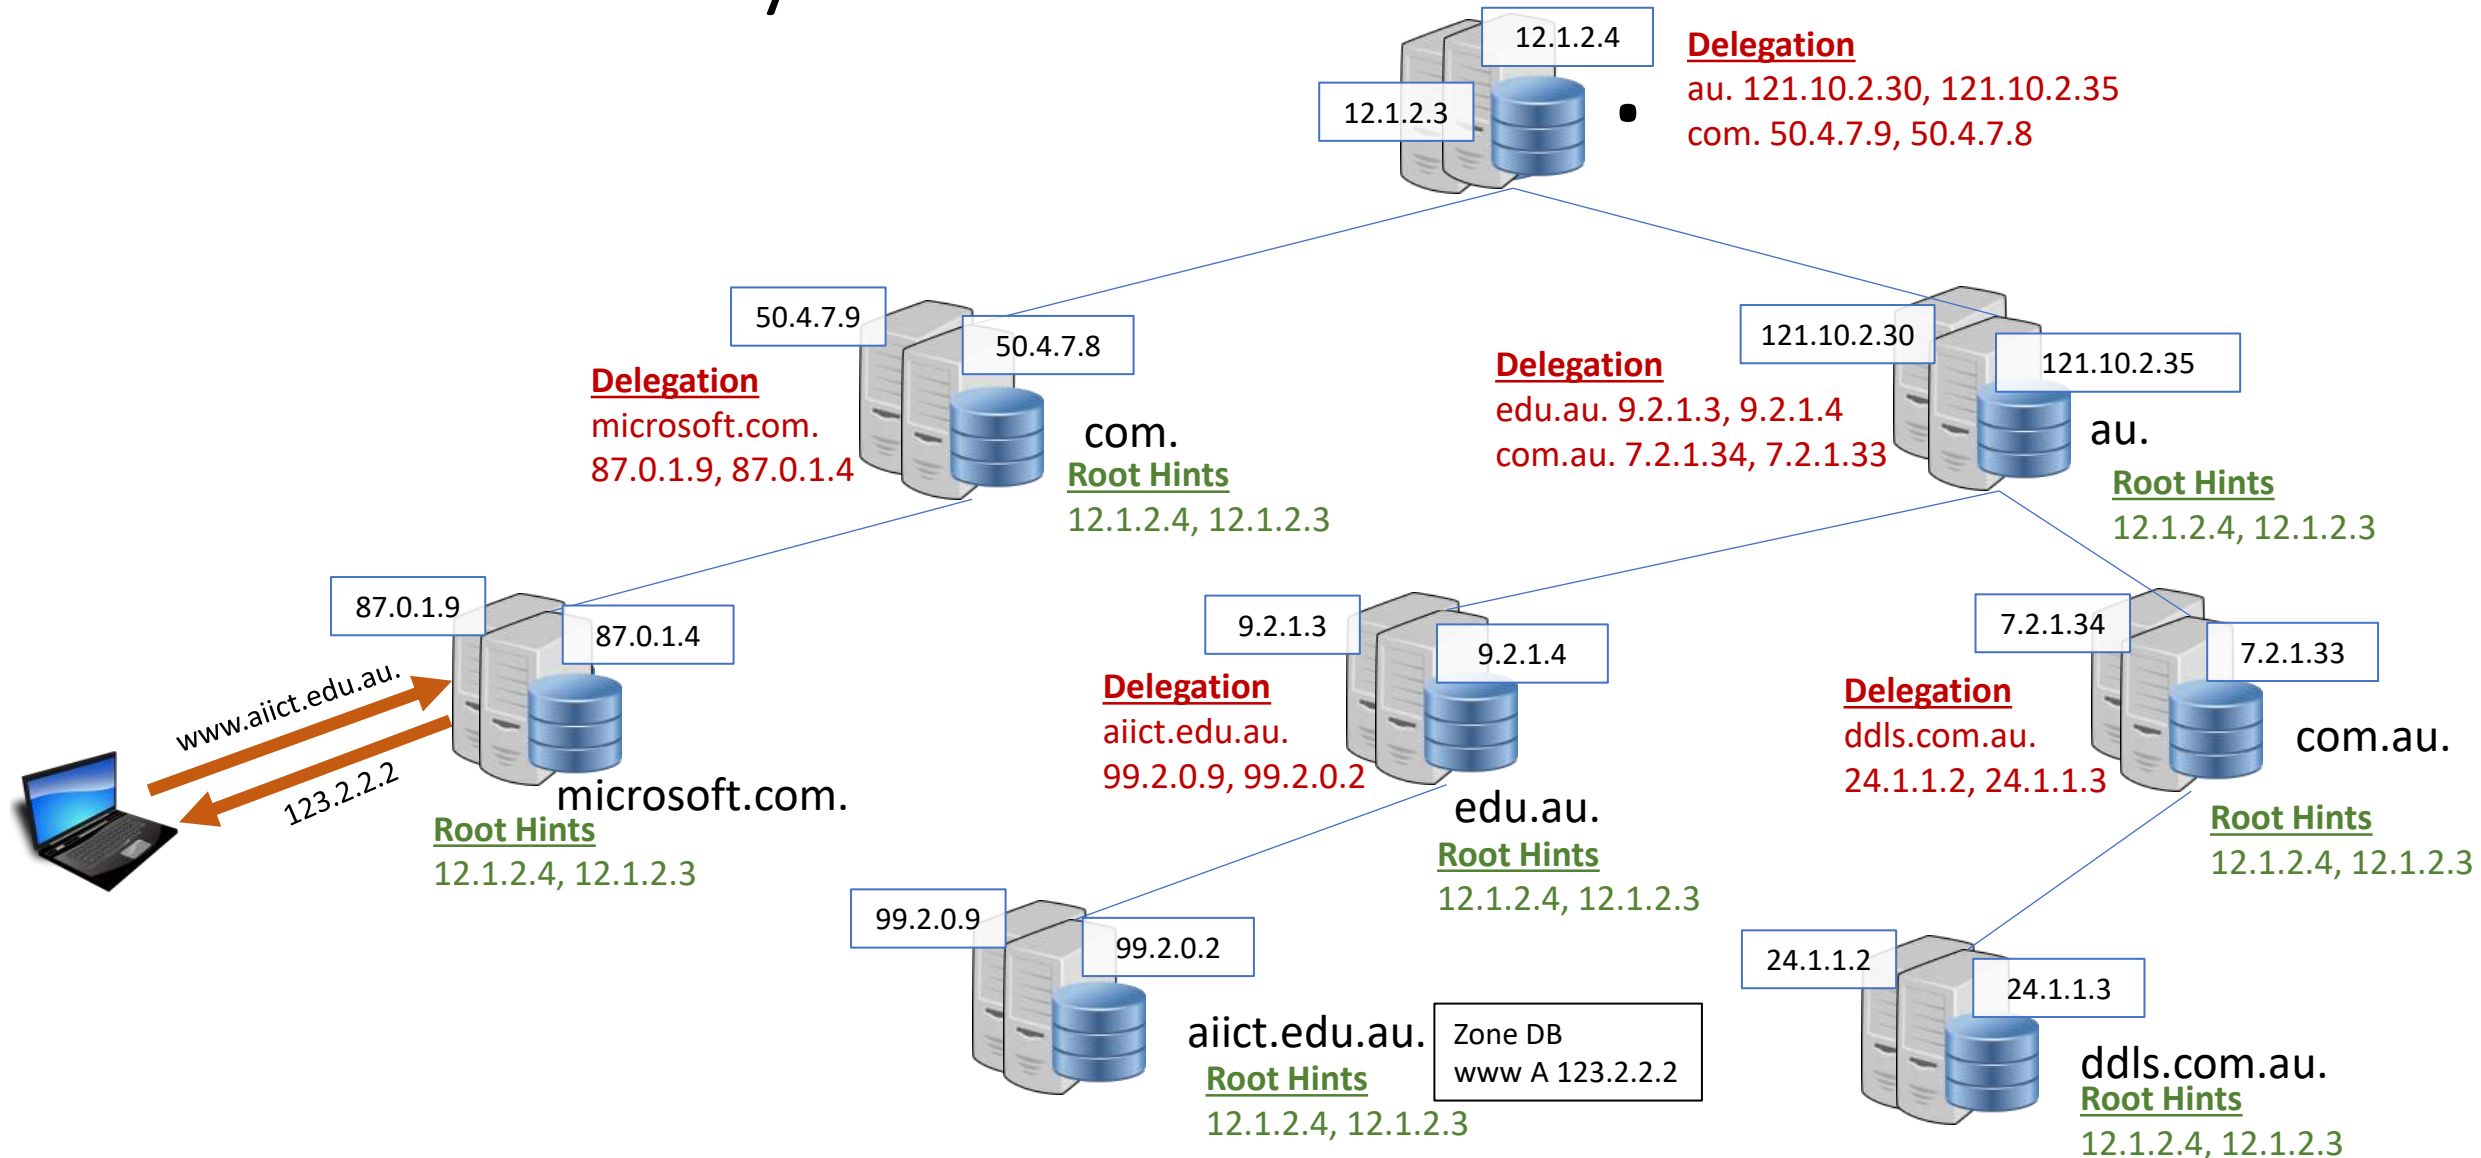 12.1.2.4
12.1.2.3
.
Delegation
au. 121.10.2.30, 121.10.2.35
com. 50.4.7.9, 50.4.7.8
50.4.7.9
50.4.7.8
Delegation
microsoft.com.
87.0.1.9, 87.0.1.4
com.
Root Hints
12.1.2.4, 12.1.2.3
121.10.2.30
121.10.2.35
Delegation
edu.au. 9.2.1.3, 9.2.1.4
com.au. 7.2.1.34, 7.2.1.33
au.
Root Hints
12.1.2.4, 12.1.2.3
87.0.1.9
87.0.1.4
www.aiict.edu.au.
123.2.2.2
microsoft.com.
Root Hints
12.1.2.4, 12.1.2.3
9.2.1.3
9.2.1.4
Delegation
aiict.edu.au.
99.2.0.9, 99.2.0.2
edu.au.
Root Hints
12.1.2.4, 12.1.2.3
7.2.1.34
7.2.1.33
Delegation
ddls.com.au.
24.1.1.2, 24.1.1.3
com.au.
Root Hints
12.1.2.4, 12.1.2.3
99.2.0.9
99.2.0.2
aiict.edu.au.
Root Hints
12.1.2.4, 12.1.2.3
Zone DB
www A 123.2.2.2
24.1.1.2
24.1.1.3
ddls.com.au.
Root Hints
12.1.2.4, 12.1.2.3